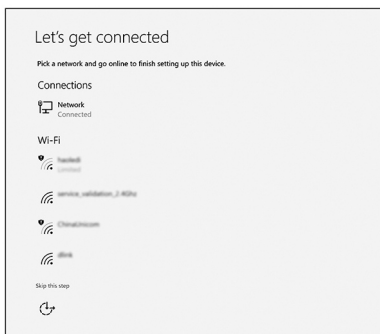 Let's get connected
Pick a network and go online to finish setting up this device.
Connections
Network
Connected
Wi-Fi
Limited
service_validation_2.4Ghz
ChinaUnicom
dlink
Skip this step